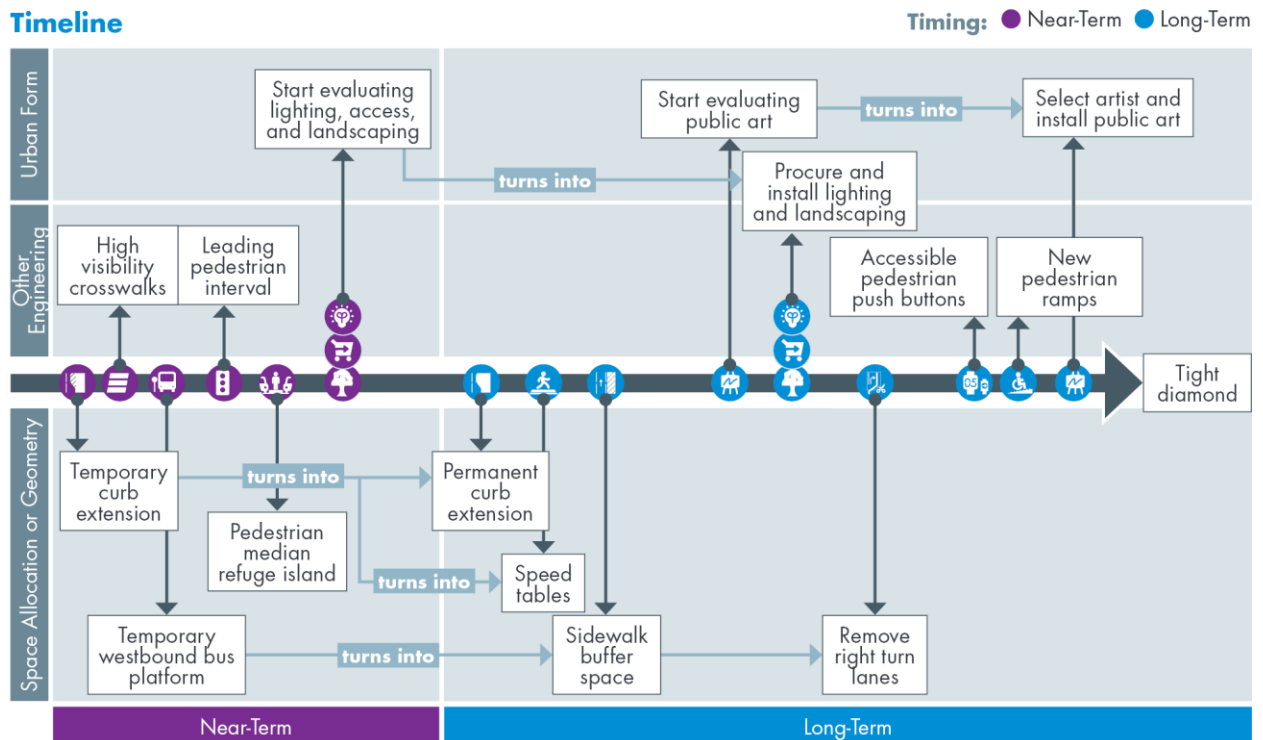 Timeline
Timing: Near-Term Long-Term
Urban Form
Start evaluating
lighting, access,
and landscaping
turns into
Start evaluating
public art
turns into
Select artist and
install public art
Procure and
install lighting
and landscaping
Other
Engineering
High
visibility
crosswalks
Leading
pedestrian
interval
Accessible
pedestrian
push buttons
New
pedestrian
ramps
05
Tight
diamond
Space Allocation or Geometry
Temporary
curb
extension
turns into
Permanent
curb
extension
Pedestrian
median
refuge island
turns into
Speed
tables
Temporary
westbound bus
platform
turns into
Sidewalk
buffer
space
Remove
right turn
lanes
Near-Term
Long-Term